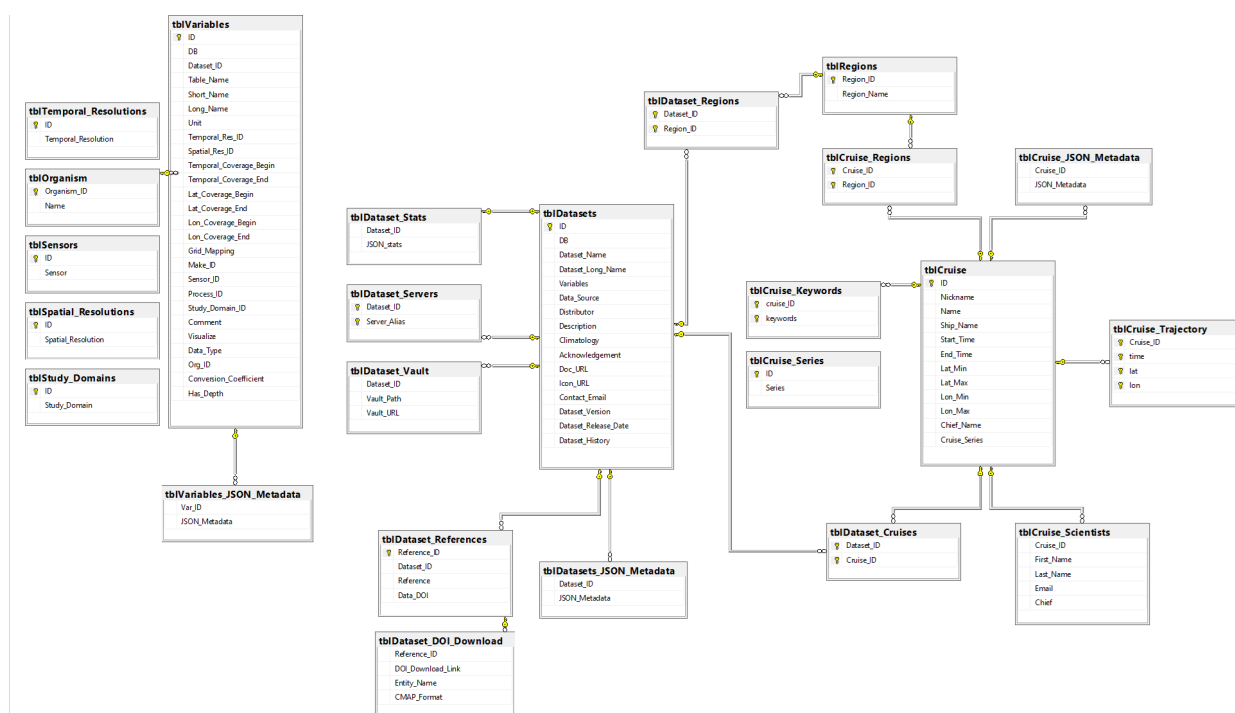 tblVariables
ID
DB
Dataset_ID
Table_Name
Short_Name
Long_Name
Unit
Temporal_Res_ID
Spatial_Res_ID
Temporal_Coverage_Begin
Temporal_Coverage_End
Lat_Coverage_Begin
Lat_Coverage_End
Lon_Coverage_Begin
Lon_Coverage_End
Grid_Mapping
Make_ID
Sensor_ID
Process_ID
Study_Domain_ID
Comment
Visualize
Data_Type
Org_ID
Conversion_Coefficient
Has_Depth
tblTemporal_Resolutions
ID
Temporal_Resolution
tblOrganism
Organism_ID
Name
tblSensors
ID
Sensor
tblSpatial_Resolutions
ID
Spatial_Resolution
tblStudy_Domains
ID
Study_Domain
tblVariables_JSON_Metadata
Var_ID
JSON_Metadata
tblDataset_Stats
Dataset_ID
JSON_stats
tblDataset_Servers
Dataset_ID
Server_Alias
tblDataset_Vault
Dataset_ID
Vault_Path
Vault_URL
tblDatasets
ID
DB
Dataset_Name
Dataset_Long_Name
Variables
Data_Source
Distributor
Description
Climatology
Acknowledgement
Doc_URL
Icon_URL
Contact_Email
Dataset_Version
Dataset_Release_Date
Dataset_History
tblDataset_References
Reference_ID
Dataset_ID
Reference
Data_DOI
tblDataset_DOI_Download
Reference_ID
DOI_Download_Link
Entity_Name
CMAP_Format
tblDatasets_JSON_Metadata
Dataset_ID
JSON_Metadata
tblDataset_Regions
Dataset_ID
Region_ID
tblRegions
Region_ID
Region_Name
tblCruise_Regions
Cruise_ID
Region_ID
tblCruise_JSON_Metadata
Cruise_ID
JSON_Metadata
tblCruise_Keywords
cruise_ID
keywords
tblCruise_Series
ID
Series
tblCruise
ID
Nickname
Name
Ship_Name
Start_Time
End_Time
Lat_Min
Lat_Max
Lon_Min
Lon_Max
Chief_Name
Cruise_Series
tblCruise_Trajectory
Cruise_ID
time
lat
lon
tblDataset_Cruises
Dataset_ID
Cruise_ID
tblCruise_Scientists
Cruise_ID
First_Name
Last_Name
Email
Chief